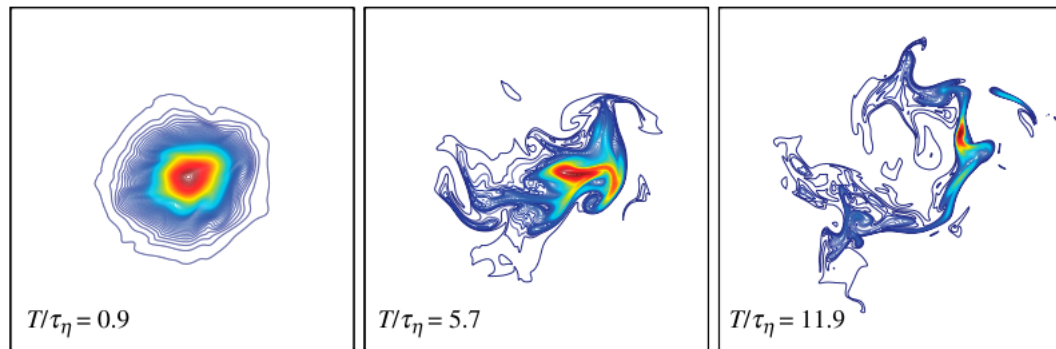 T/τη = 0.9
T/τη = 5.7
T/τη = 11.9